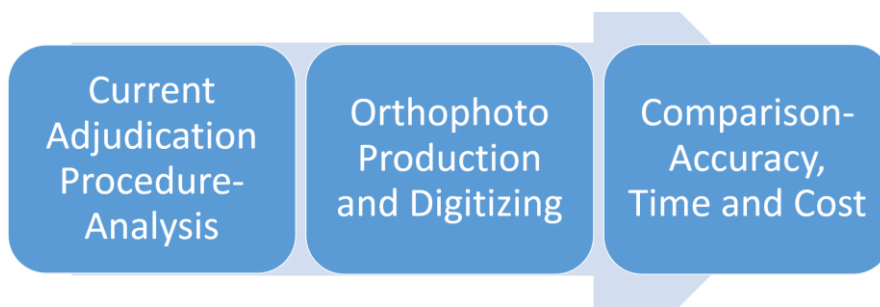 Current
Adjudication
Procedure-
Analysis
Orthophoto
Production
and Digitizing
Comparison-
Accuracy,
Time and Cost